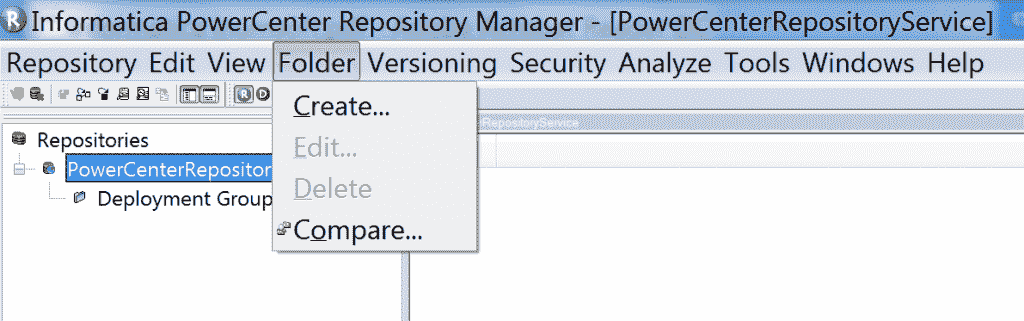 Informatica PowerCenter Repository Manager - [PowerCenterRepositoryService]
Repository Edit View Folder Versioning Security Analyze Tools Windows Help
Create...
RepositoryService
Repositories
Edit...
PowerCenterRepositor
Delete
Deployment Group
Compare...